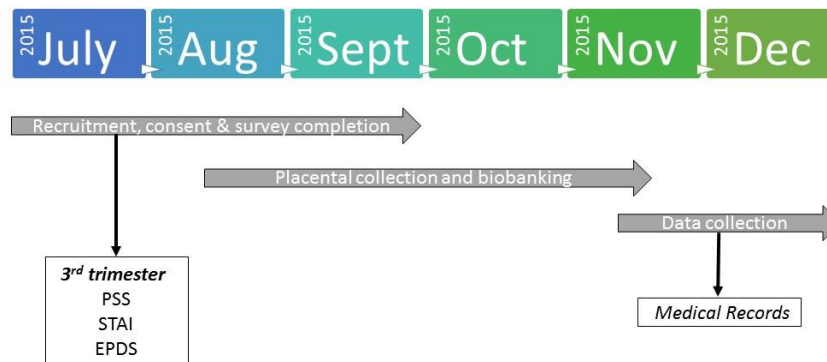 2015 July
2015 Aug
2015 Sept
2015 Oct
2015 Nov
2015 Dec
Recruitment, consent & survey completion
Placental collection and biobanking
Data collection
3rd trimester
PSS
STAI
EPDS
Medical Records